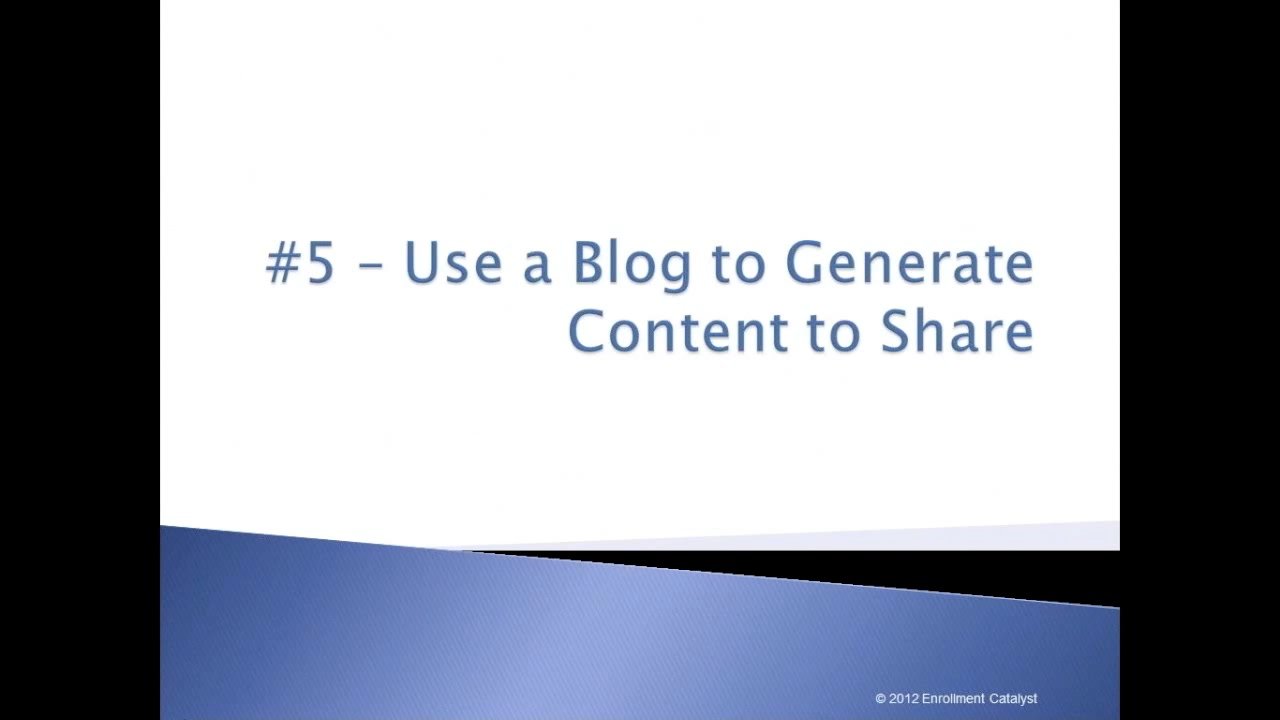 #5 – Use a Blog to Generate
Content to Share
© 2012 Enrollment Catalyst